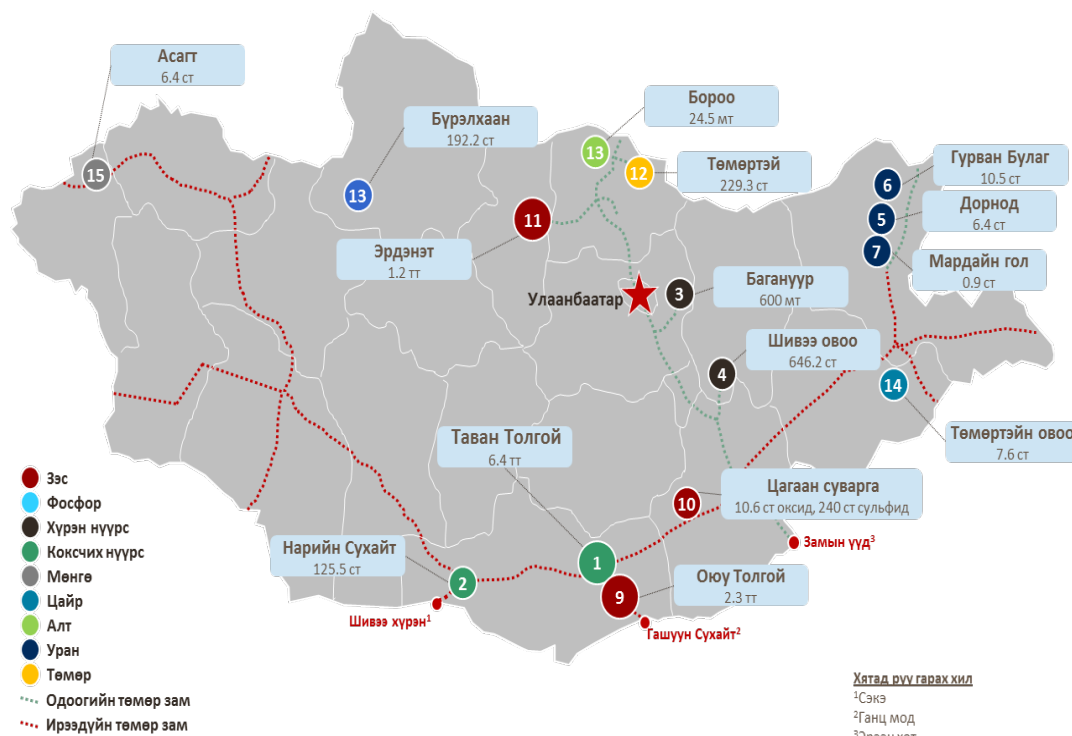 Асагт
6.4 ст
Бороо
24.5 мт
Бүрэлхаан
192.2 ст
13
12
Төмөртэй
229.3 ст
Гурван Булаг
10.5 ст
6
15
13
11
5
Дорнод
6.4 ст
7
Мардайн гол
0.9 ст
Эрдэнэт
1.2 тт
Улаанбаатар
3
Багануур
600 мт
Шивээ овоо
646.2 ст
4
14
Таван Толгой
6.4 тт
Төмөртэйн овоо
7.6 ст
Зэс
Фосфор
Хүрэн нүүрс
Коксчих нүүрс
Мөнгө
Цайр
Алт
Уран
Төмөр
Одоогийн төмөр зам
Ирээдүйн төмөр зам
10
Цагаан суварга
10.6 ст оксид, 240 ст сульфид
Нарийн Сухайт
125.5 ст
Замын үүд³
1
2
9
Оюу Толгой
2.3 тт
Шивээ хүрэн¹
Гашуун Сухайт²
Хятад руу гарах хил
¹Сэкэ
²Ганц мод